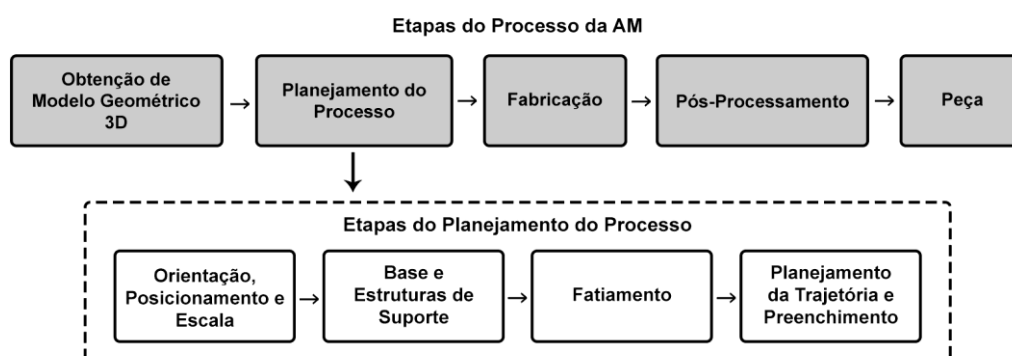 Etapas do Processo da AM
Obtenção de
Modelo Geométrico
3D
Planejamento do
Processo
Fabricação
Pós-Processamento
Peça
Etapas do Planejamento do Processo
Orientação,
Posicionamento e
Escala
Base e
Estruturas de
Suporte
Fatiamento
Planejamento
da Trajetória e
Preenchimento